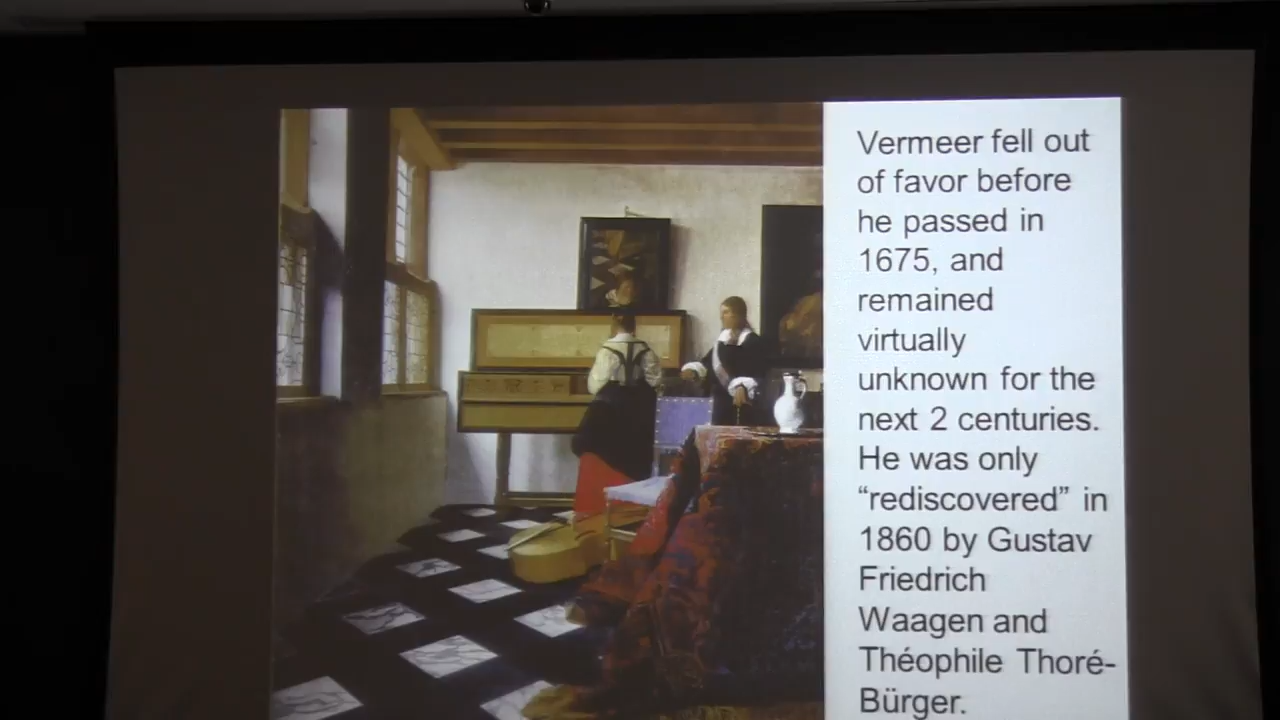 Vermeer fell out
of favor before
he passed in
1675, and
remained
virtually
unknown for the
next 2 centuries.
He was only
“rediscovered” in
1860 by Gustav
Friedrich
Waagen and
Théophile Thoré-
Bürger.